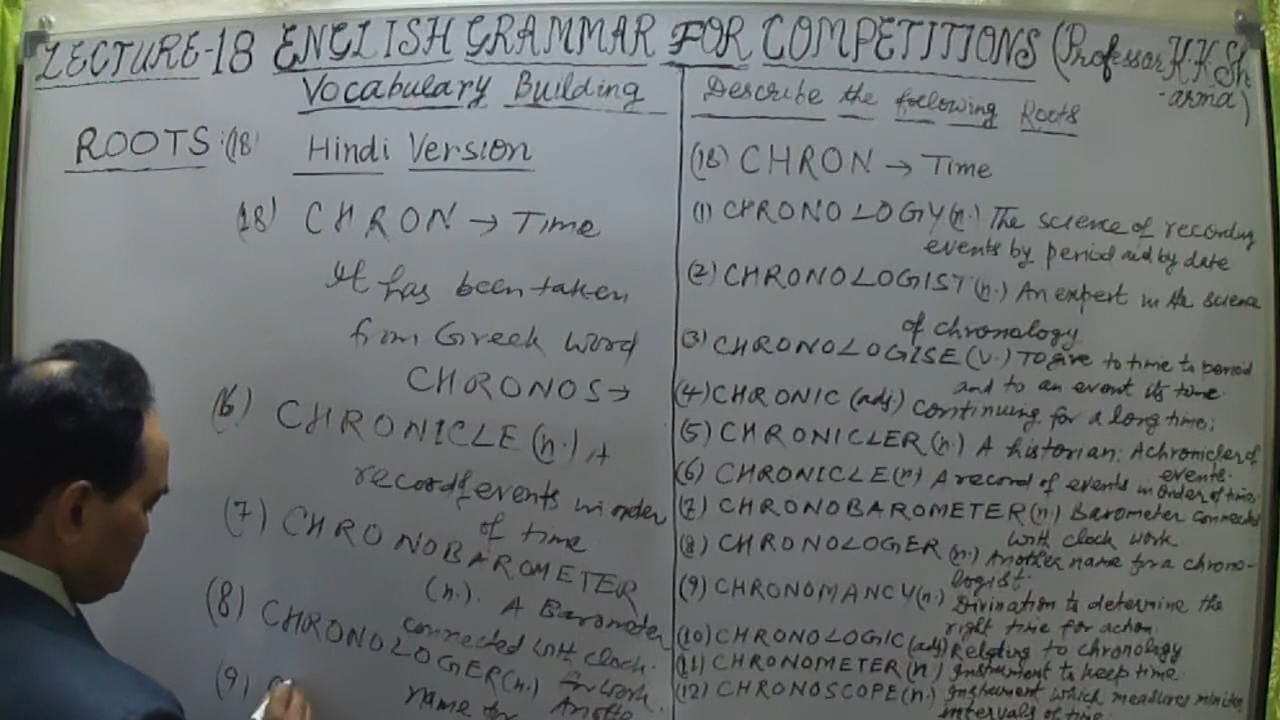 LECTURE-18 ENGLISH GRAMMAR FOR COMPETITIONS (Professor K.K.Sh
-arma)
Vocabulary Building
ROOTS:(18) Hindi Version
18) CHRON → Time
It has been taken
from Greek word
CHRONOS →
(6) CHRONICLE (n.) A
record of events in order
of time
(7) CHRONOBAROMETER
(n.). A Barometer
connected with clock
work.
(8) CHRONOLOGER(n.) Another
name for
(9)
Describe the following Roots
(18) CHRON → Time
(1) CHRONOLOGY(n.) The science of recording
events by period and by date
(2) CHRONOLOGIST (n.) An expert in the science
of chronalogy
(3) CHRONOLOGISE (v.) To give to time to period
and to an event its time.
(4) CHRONIC (adj) continuing for a long time;
(5) CHRONICLER (n.) A historian: A chronicler of
events.
(6) CHRONICLE(n) A record of events in order of time
(7) CHRONOBAROMETER(n.) Barometer connected
with clock work.
(8) CHRONOLOGER (n.) Another name for a chrono-
logist.
(9) CHRONOMANCY(n.) Divination to determine the
right time for action
(10) CHRONOLOGIC (adj) Relating to chronology
(11) CHRONOMETER (n) Instrument to keep time.
(12) CHRONOSCOPE(n.) Instrument which measures minute
intervals of time